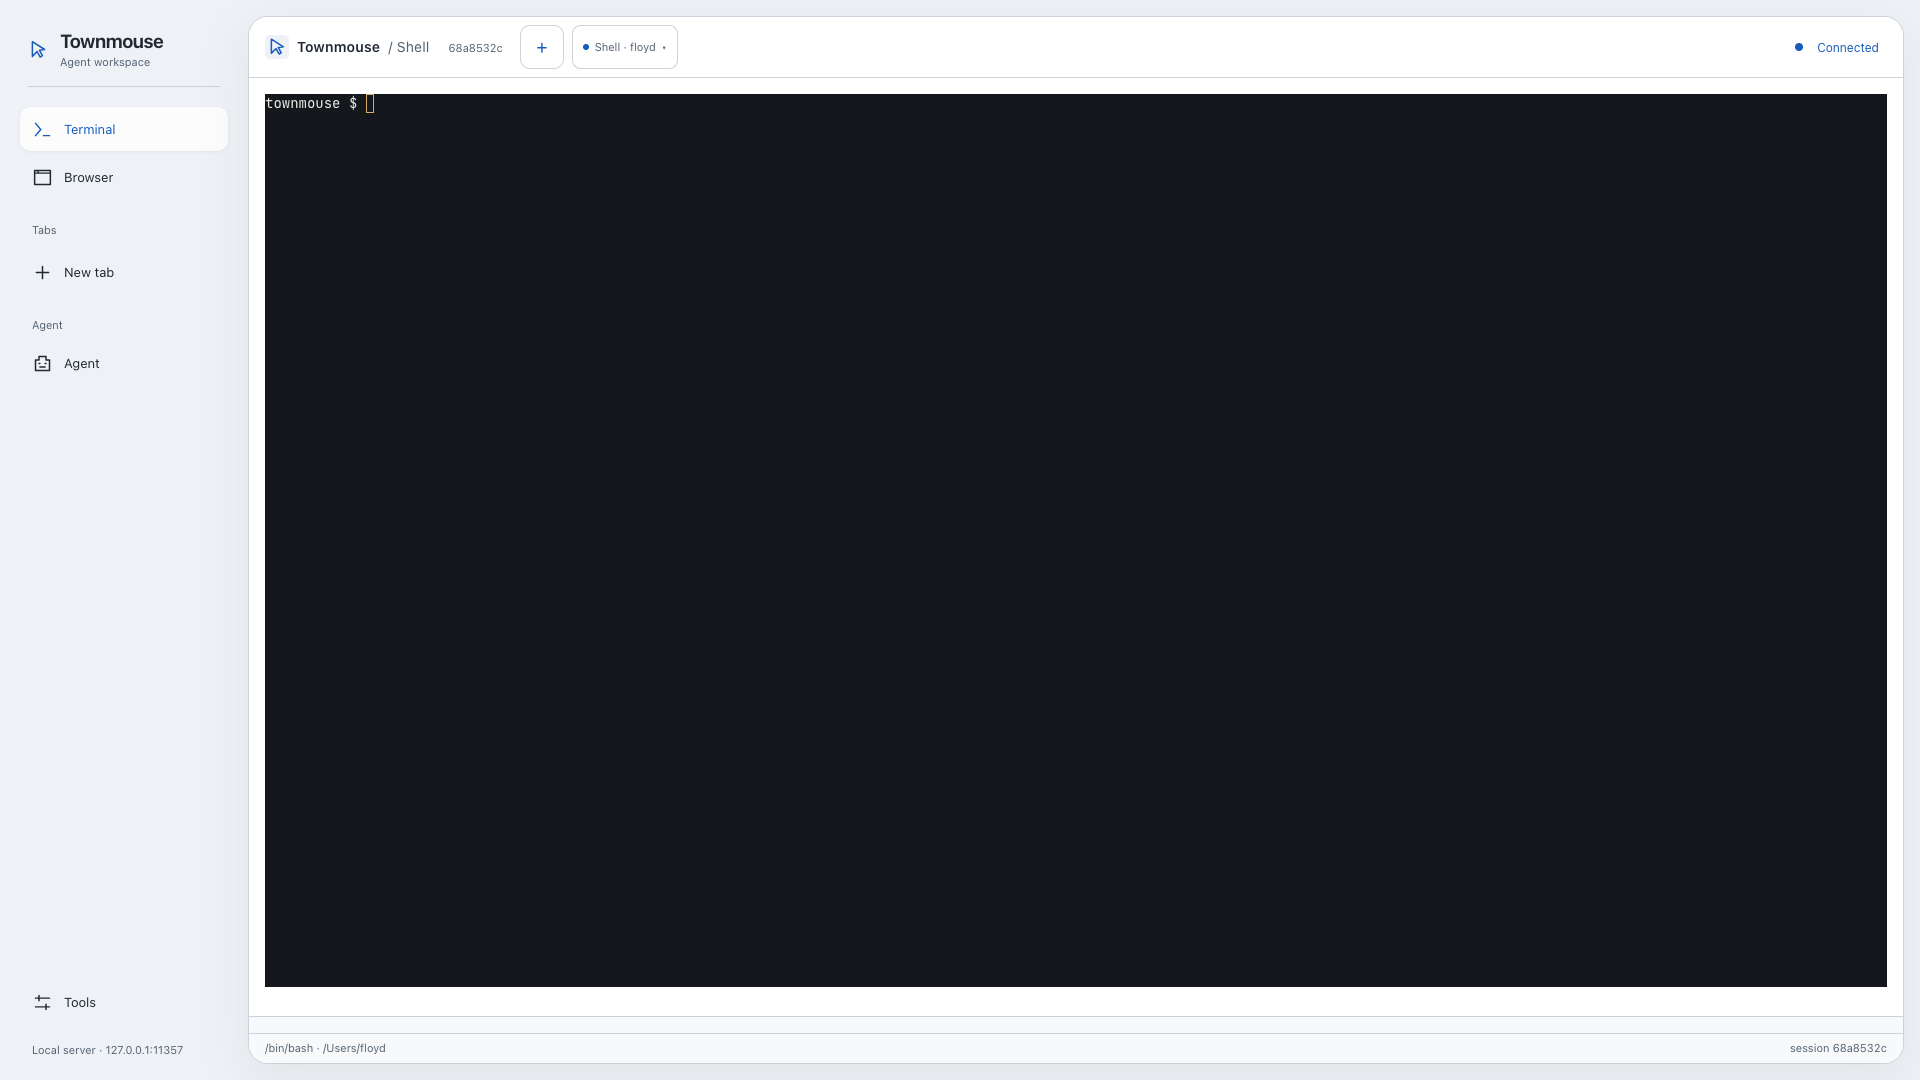 Townmouse
Agent workspace
Terminal
Browser
Tabs
New tab
Agent
Agent
Tools
Local server · 127.0.0.1:11357
Townmouse / Shell 68a8532c + Shell · floyd Connected
townmouse $
/bin/bash · /Users/floyd session 68a8532c